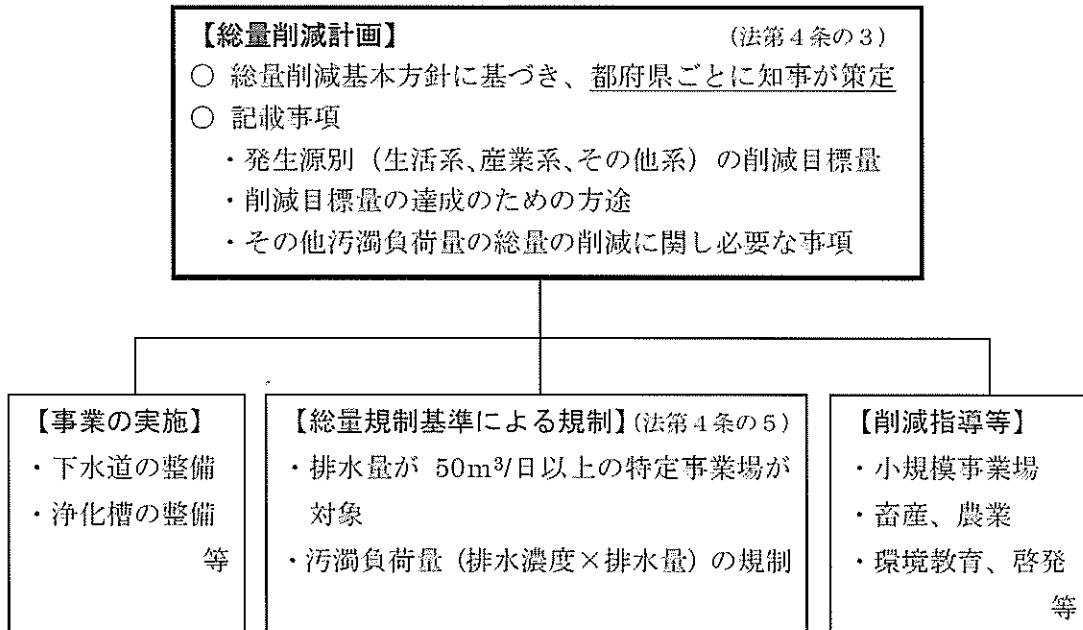 【総量削減計画】 (法第4条の3)
○ 総量削減基本方針に基づき、都府県ごとに知事が策定
○ 記載事項
・発生源別（生活系、産業系、その他系）の削減目標量
・削減目標量の達成のための方途
・その他汚濁負荷量の総量の削減に関し必要な事項
【事業の実施】
・下水道の整備
・浄化槽の整備
等
【総量規制基準による規制】(法第4条の5)
・排水量が 50m³/日以上の特定事業場が
対象
・汚濁負荷量（排水濃度×排水量）の規制
【削減指導等】
・小規模事業場
・畜産、農業
・環境教育、啓発
等